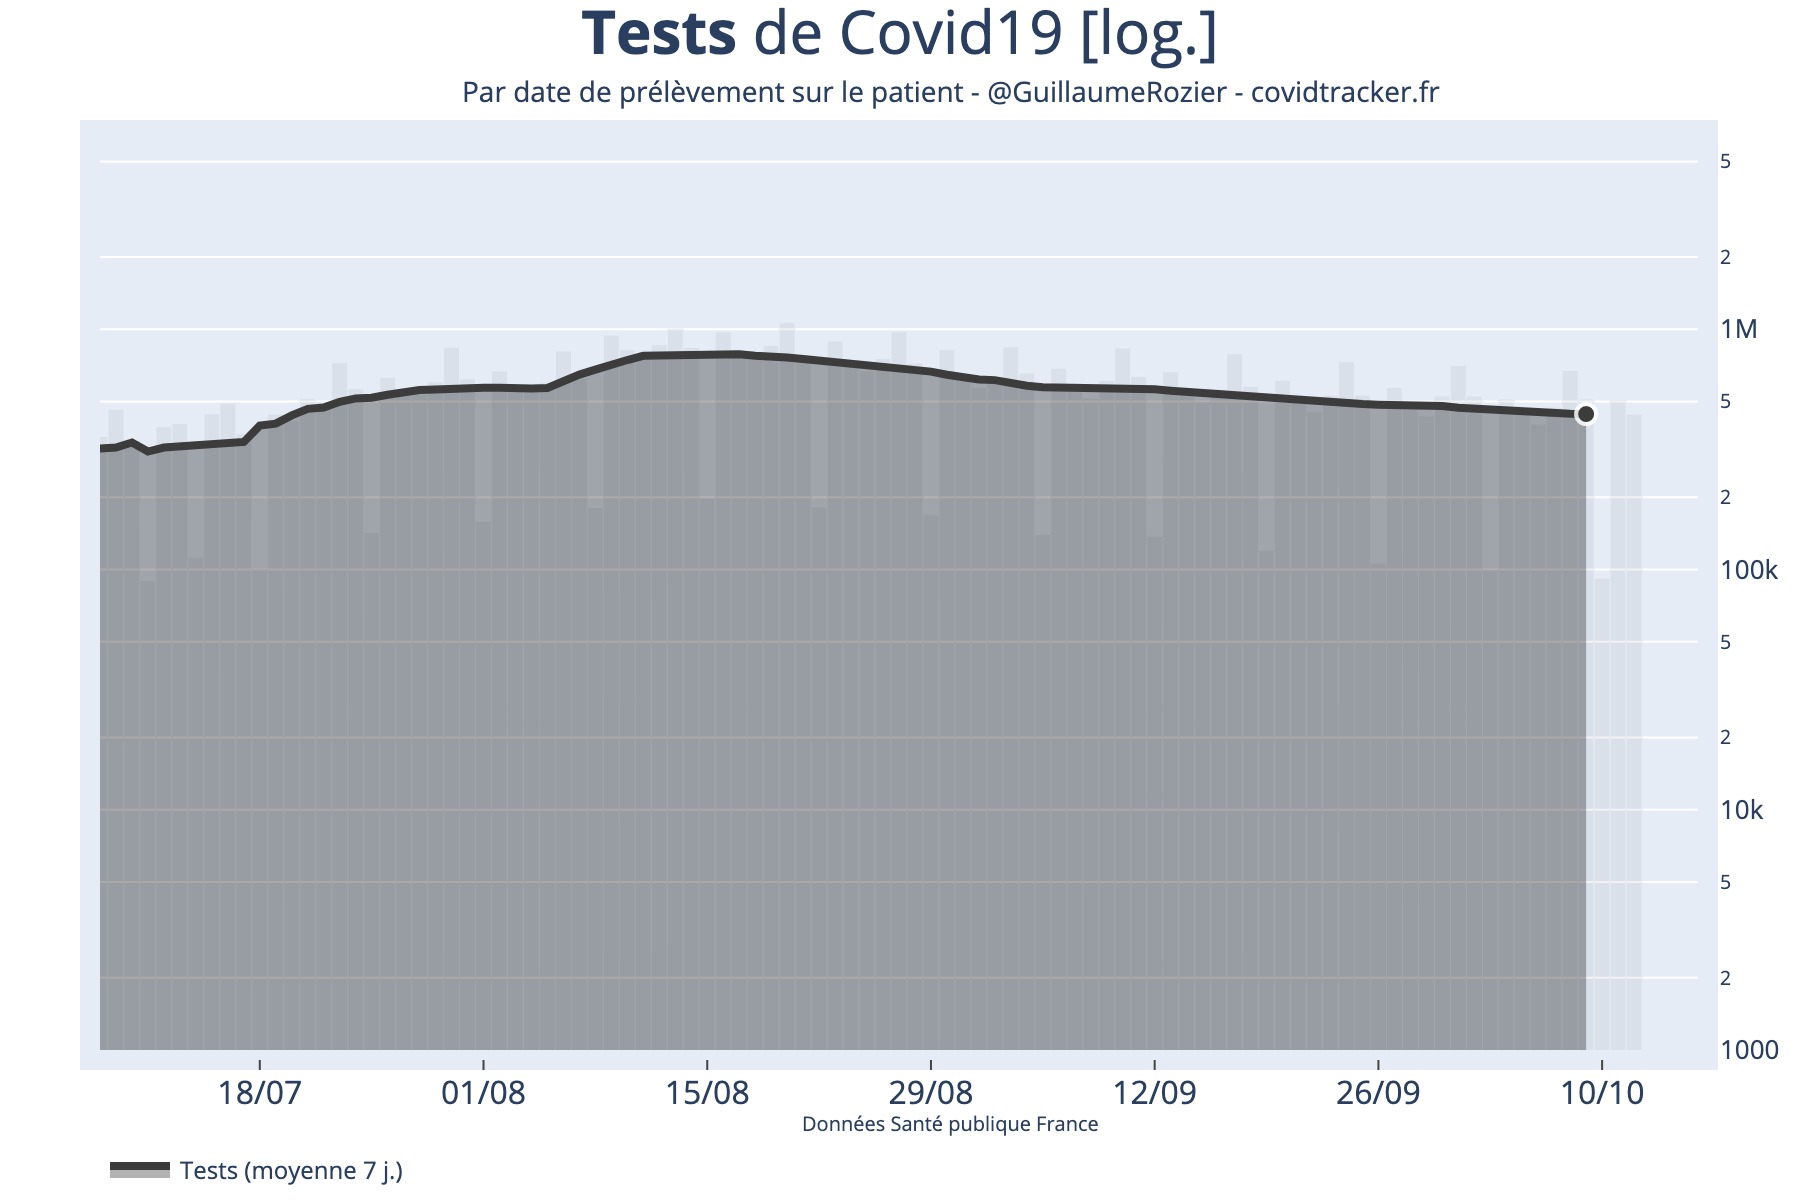 Tests de Covid19 [log.]
Par date de prélèvement sur le patient - @GuillaumeRozier - covidtracker.fr
5
2
1M
5
2
100k
5
2
10k
5
2
1000
18/07 01/08 15/08 29/08 12/09 26/09 10/10
Données Santé publique France
Tests (moyenne 7 j.)